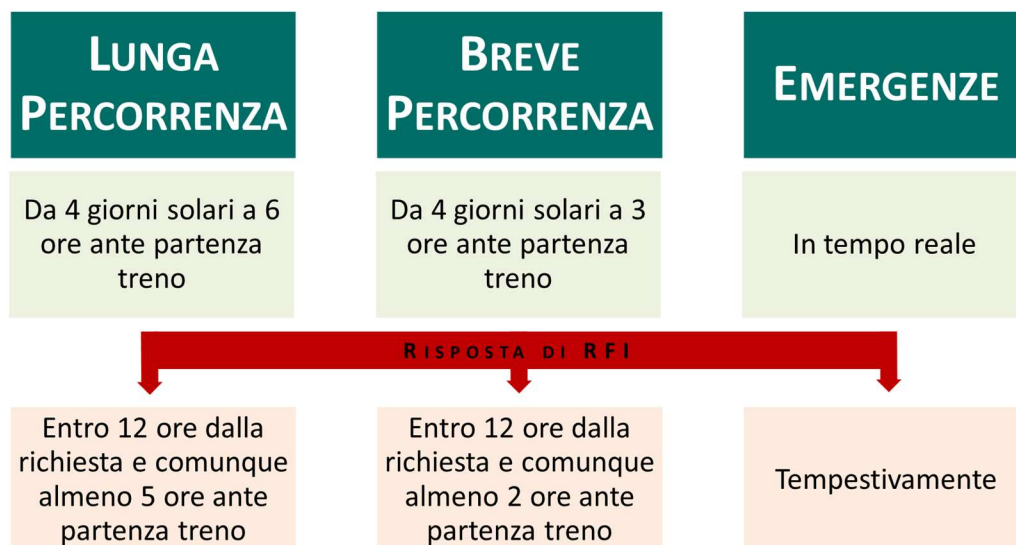 LUNGA
PERCORRENZA
BREVE
PERCORRENZA
EMERGENZE
Da 4 giorni solari a 6
ore ante partenza
treno
Da 4 giorni solari a 3
ore ante partenza
treno
In tempo reale
RISPOSTA DI RFI
Entro 12 ore dalla
richiesta e comunque
almeno 5 ore ante
partenza treno
Entro 12 ore dalla
richiesta e comunque
almeno 2 ore ante
partenza treno
Tempestivamente